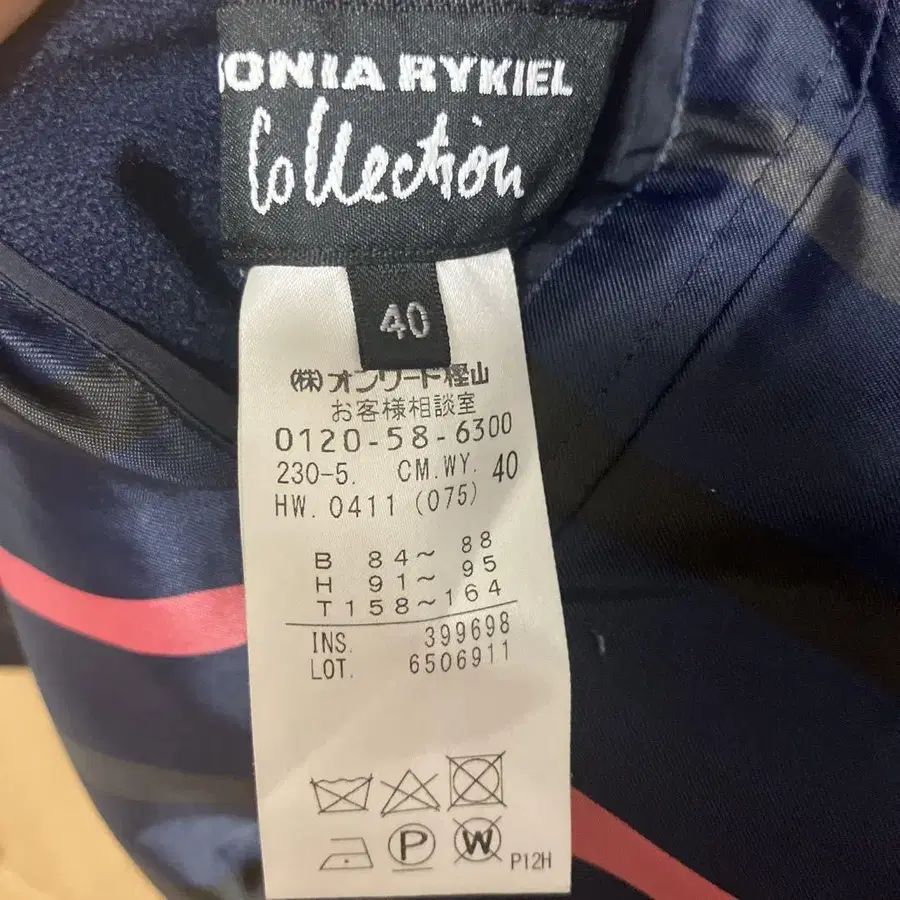 SONIA RYKIEL
Collection
40
(株)オンワード樫山
お客様相談室
0120-58-6300
230-5. CM.WY. 40
HW. 0411 (075)
B 84~ 88
H 91~ 95
T158~164
INS. 399698
LOT. 6506911
P
W
P12H